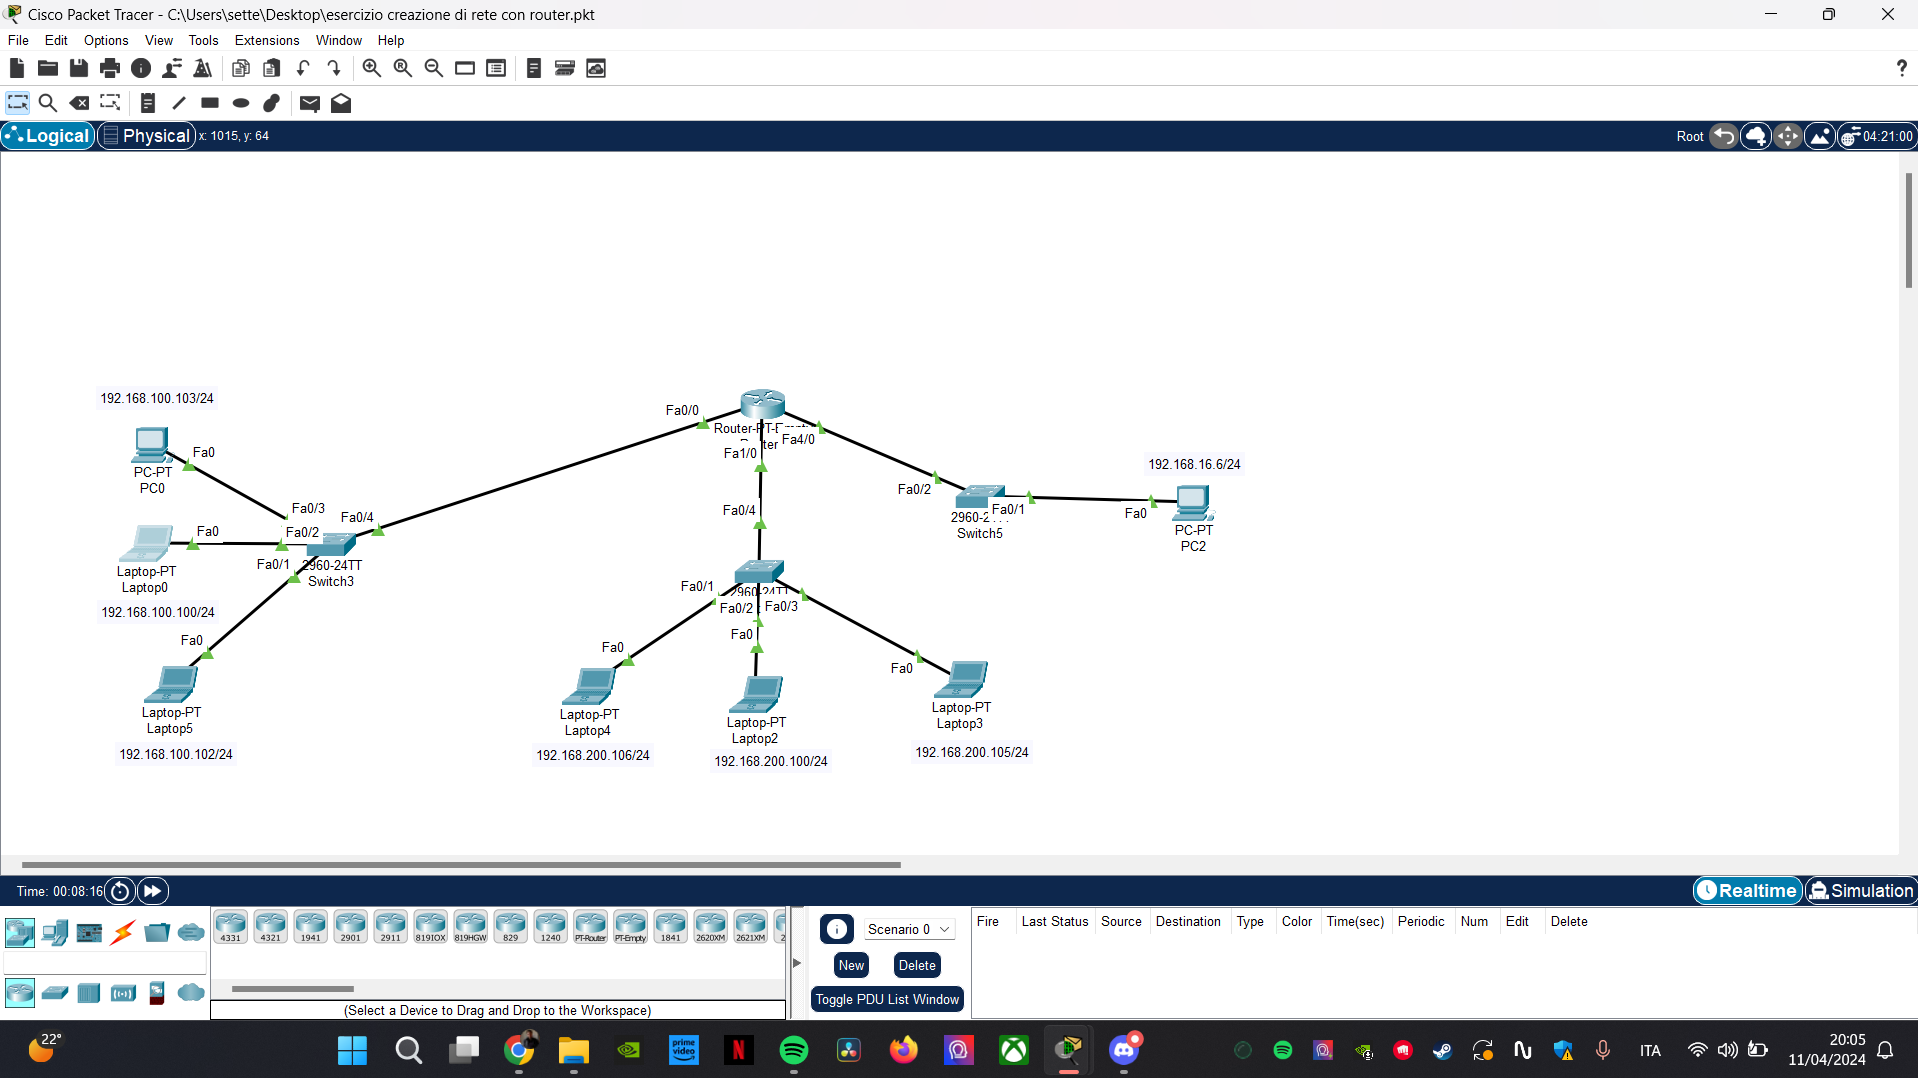 Cisco Packet Tracer - C:\Users\sette\Desktop\esercizio creazione di rete con router.pkt
File Edit Options View Tools Extensions Window Help
?
Logical Physical x: 1015, y: 64 Root 04:21:00
192.168.100.103/24
Fa0
PC-PT
PC0
Fa0/3
Fa0/4
Fa0
Fa0/2
Fa0/1
2960-24TT
Switch3
Laptop-PT
Laptop0
192.168.100.100/24
Fa0
Laptop-PT
Laptop5
192.168.100.102/24
Fa0/0
Router-PT-
Fa4/0
Fa1/0
Fa0/4
Fa0/1
2960-24TT
Fa0/2
Fa0/3
Fa0
Fa0
Fa0
Laptop-PT
Laptop4
192.168.200.106/24
Laptop-PT
Laptop2
192.168.200.100/24
Laptop-PT
Laptop3
192.168.200.105/24
Fa0/2
Fa0/1
Switch5
192.168.16.6/24
Fa0
PC-PT
PC2
Time: 00:08:16 Realtime Simulation
4331 4321 1941 2901 2911 819IOX 819HGW 829 1240 PT-Router PT-Empty 1841 2620XM 2621XM
(Select a Device to Drag and Drop to the Workspace)
Scenario 0
New Delete
Toggle PDU List Window
Fire Last Status Source Destination Type Color Time(sec) Periodic Num Edit Delete
22°
prime video
N
ITA
20:05
11/04/2024